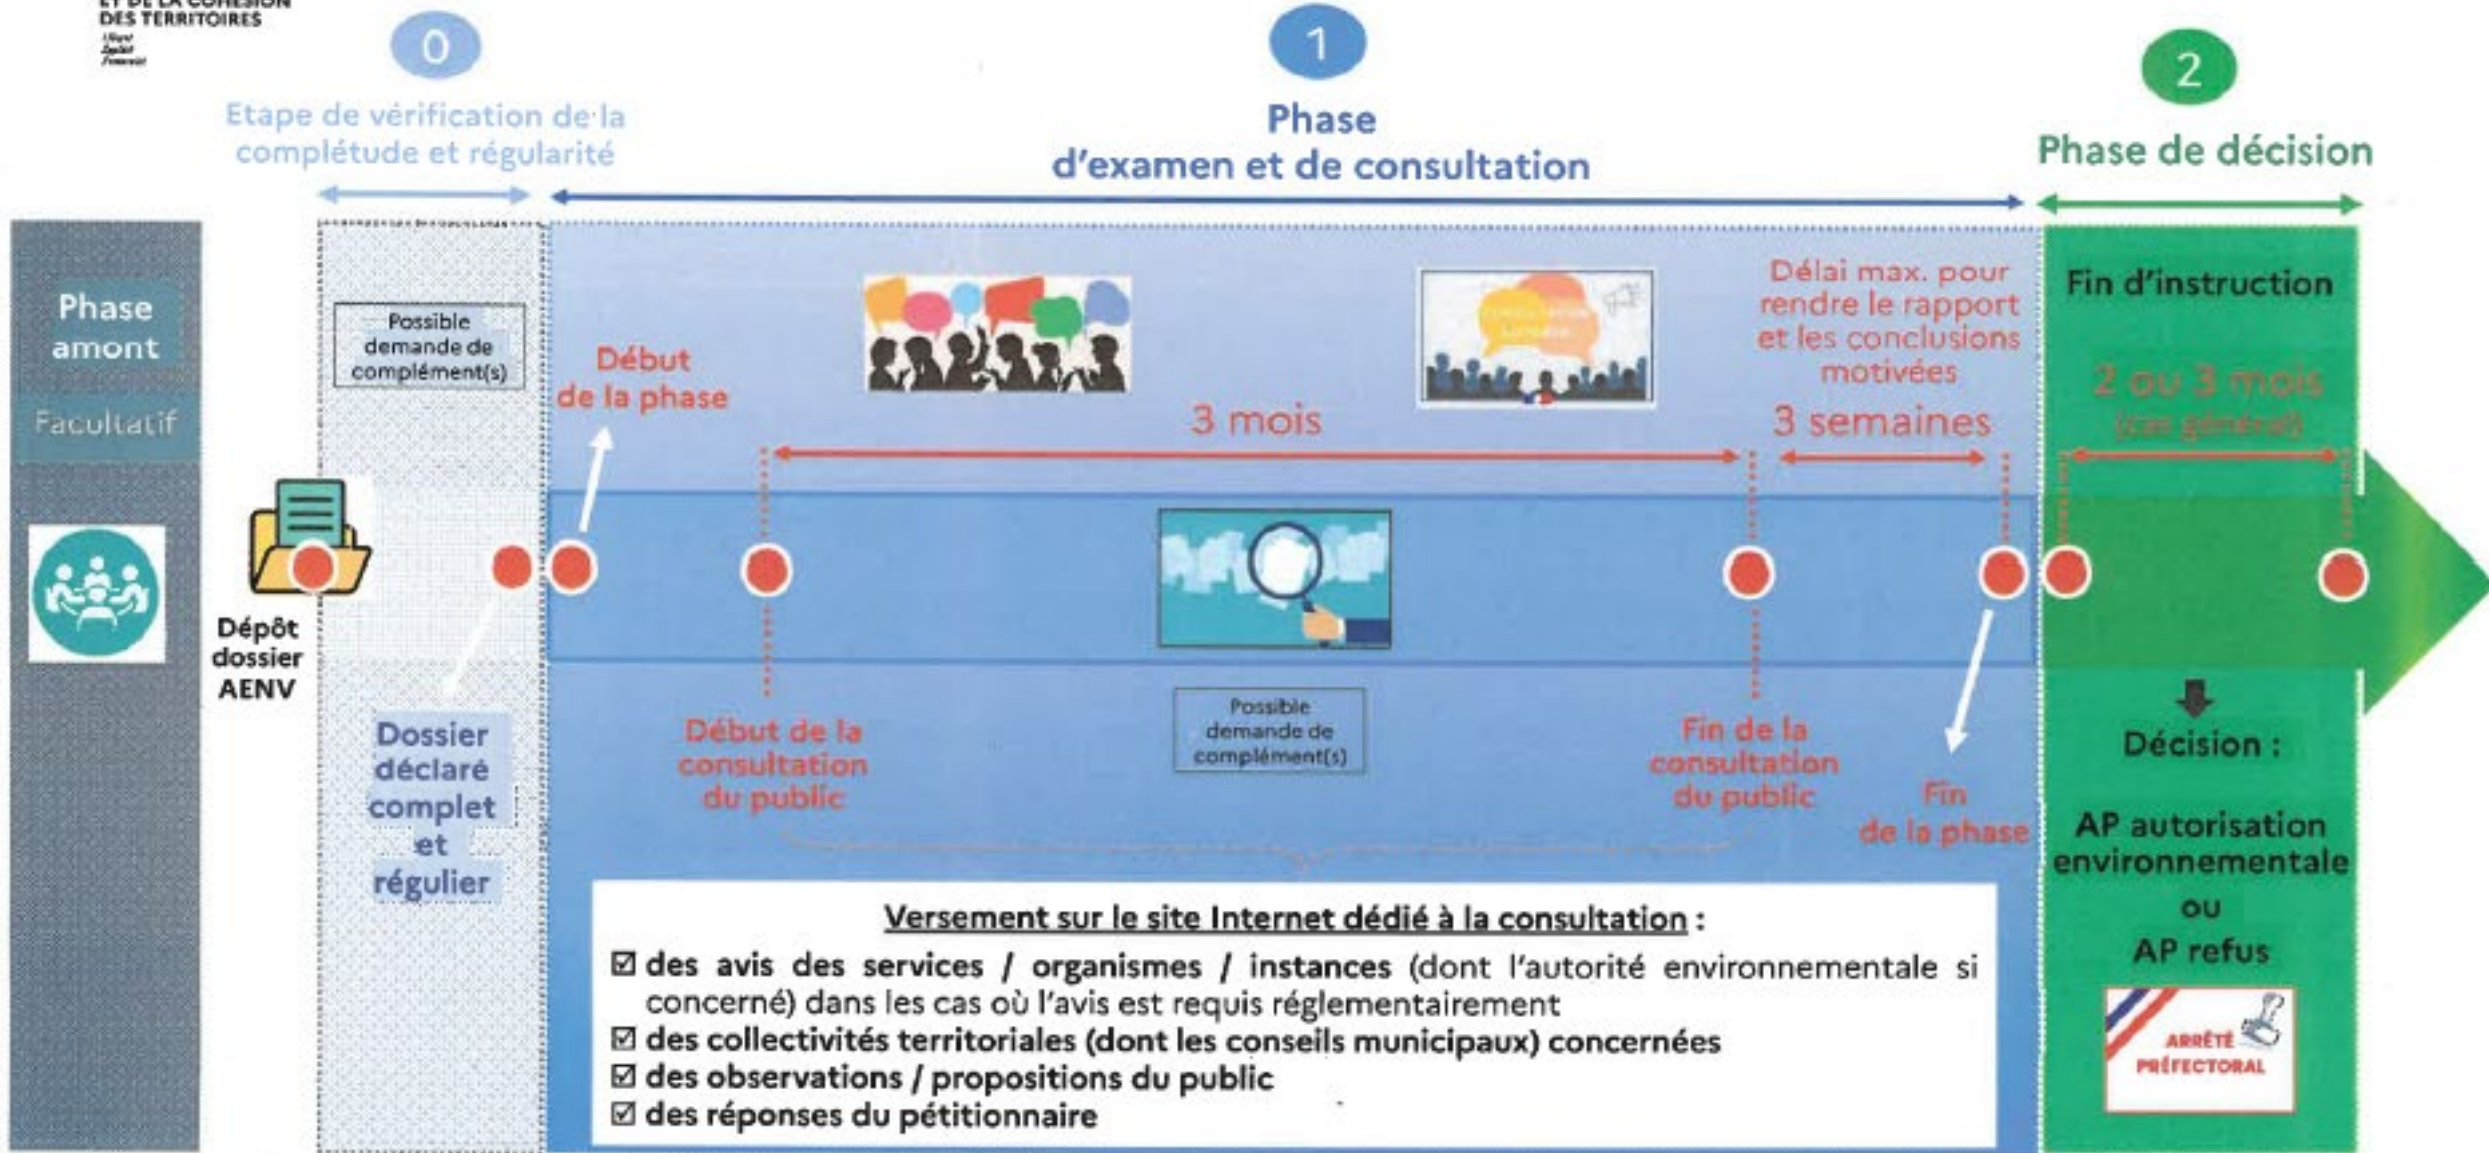 ET DE LA COHÉSION
DES TERRITOIRES
0
Etape de vérification de la
complétude et régularité
1
Phase
d'examen et de consultation
2
Phase de décision
Phase
amont
Facultatif
Dépôt
dossier
AENV
Possible
demande de
complément(s)
Dossier
déclaré
complet
et
régulier
Début
de la phase
3 mois
Délai max. pour
rendre le rapport
et les conclusions
motivées
3 semaines
Début de la
consultation
du public
Possible
demande de
complément(s)
Fin de la
consultation
du public
Fin
de la phase
Versement sur le site Internet dédié à la consultation :
☑ des avis des services / organismes / instances (dont l'autorité environnementale si
concerné) dans les cas où l'avis est requis réglementairement
☑ des collectivités territoriales (dont les conseils municipaux) concernées
☑ des observations / propositions du public
☑ des réponses du pétitionnaire
Fin d'instruction
2 ou 3 mois
(cas général)
Décision :
AP autorisation
environnementale
ou
AP refus
ARRÊTÉ
PRÉFECTORAL